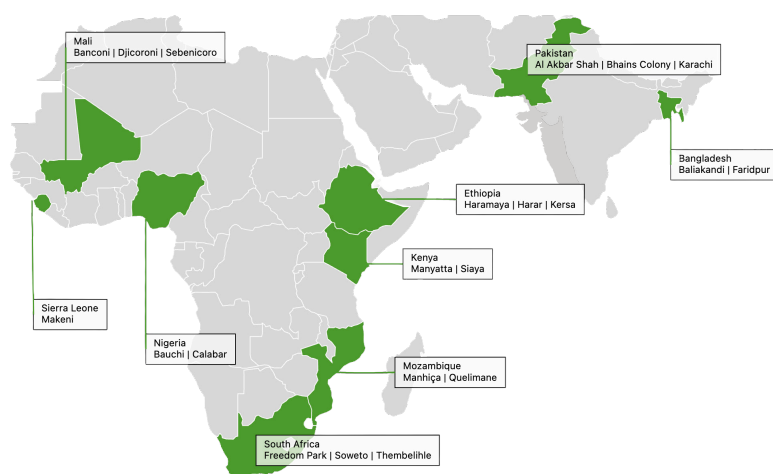 Mali
Banconi | Djicoroni | Sebenicoro
Pakistan
Al Akbar Shah | Bhains Colony | Karachi
Bangladesh
Baliakandi | Faridpur
Ethiopia
Haramaya | Harar | Kersa
Kenya
Manyatta | Siaya
Sierra Leone
Makeni
Nigeria
Bauchi | Calabar
Mozambique
Manhiça | Quelimane
South Africa
Freedom Park | Soweto | Thembelihle